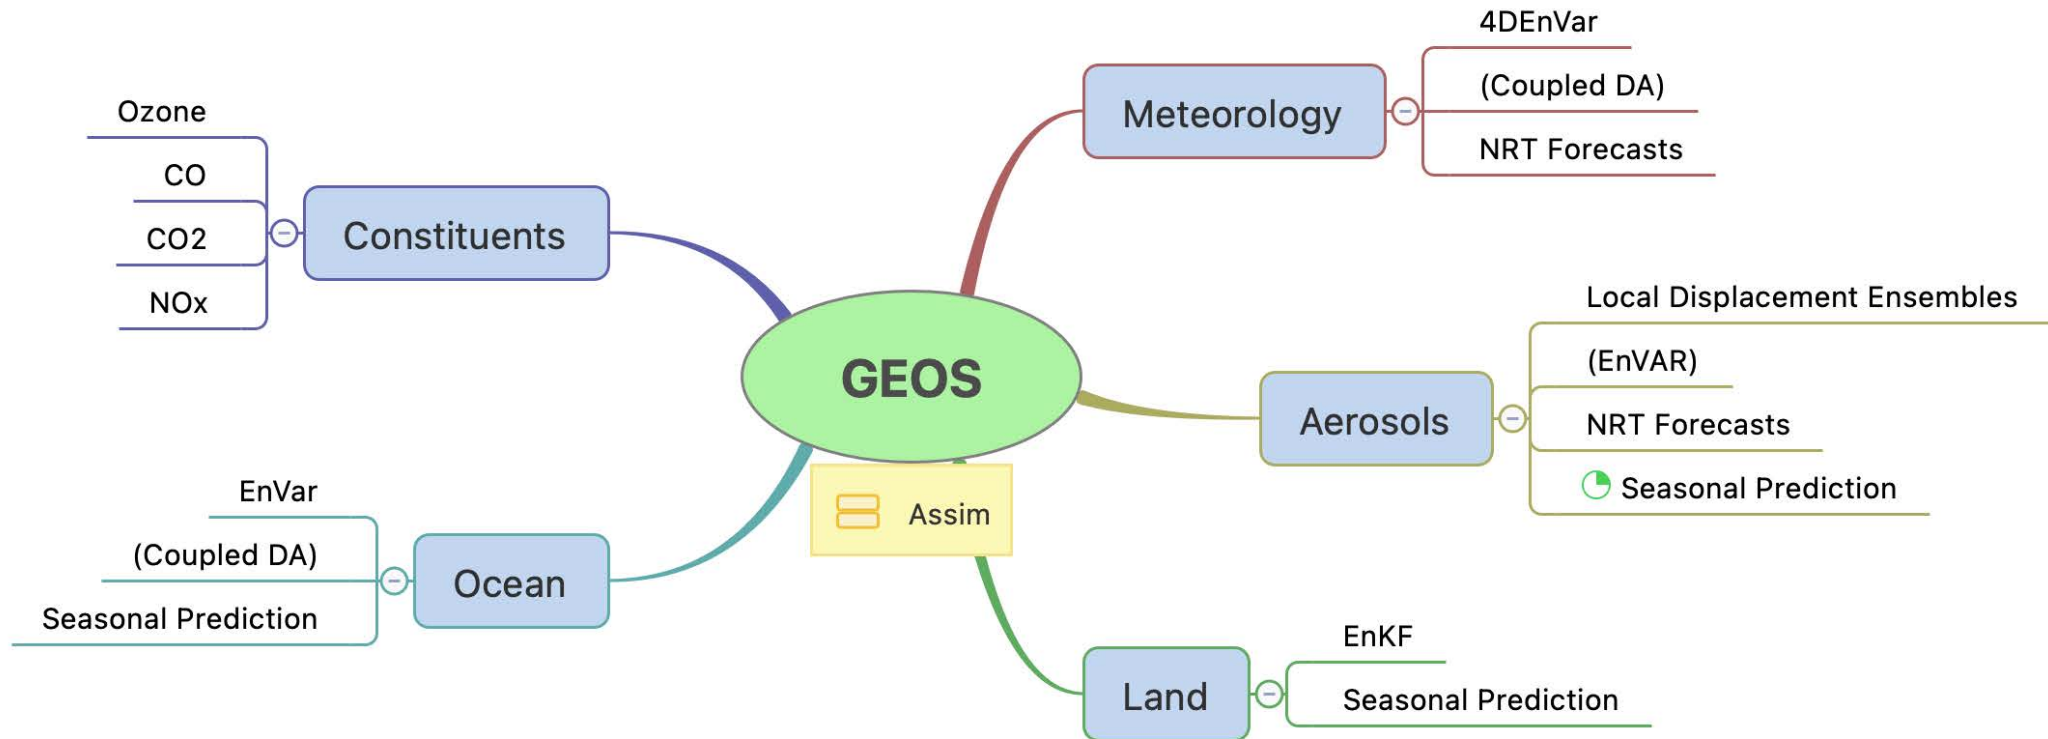 GEOS
Assim
Meteorology
4DEnVar
(Coupled DA)
NRT Forecasts
Aerosols
Local Displacement Ensembles
(EnVAR)
NRT Forecasts
Seasonal Prediction
Land
EnKF
Seasonal Prediction
Constituents
Ozone
CO
CO2
NOx
Ocean
EnVar
(Coupled DA)
Seasonal Prediction